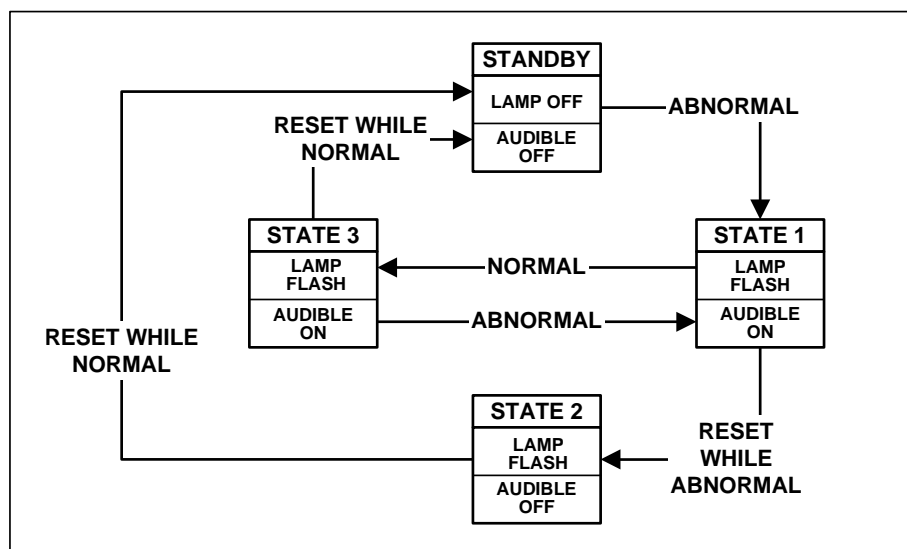 STANDBY
LAMP OFF
AUDIBLE
OFF
ABNORMAL
RESET WHILE
NORMAL
STATE 3
LAMP
FLASH
AUDIBLE
ON
NORMAL
ABNORMAL
STATE 1
LAMP
FLASH
AUDIBLE
ON
RESET WHILE
NORMAL
STATE 2
LAMP
FLASH
AUDIBLE
OFF
RESET
WHILE
ABNORMAL